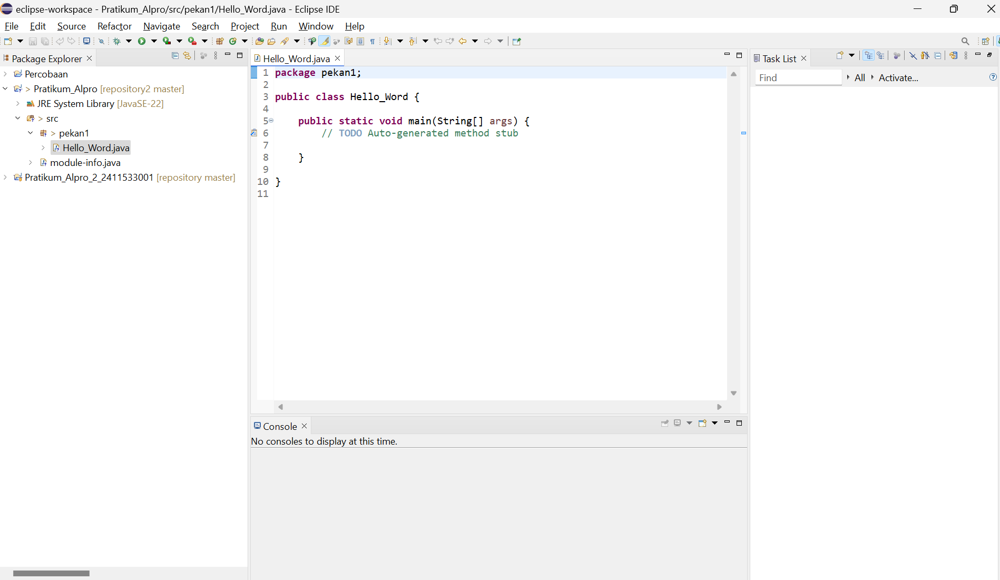 eclipse-workspace - Pratikum_Alpro/src/pekan1/Hello_Word.java - Eclipse IDE
File Edit Source Refactor Navigate Search Project Run Window Help
Package Explorer
Percobaan
> Pratikum_Alpro [repository2 master]
JRE System Library [JavaSE-22]
> src
> pekan1
Hello_Word.java
module-info.java
Pratikum_Alpro_2_2411533001 [repository master]
Hello_Word.java
1 package pekan1;
2
3 public class Hello_Word {
4
5 public static void main(String[] args) {
6 // TODO Auto-generated method stub
7
8 }
9
10 }
11
Console
No consoles to display at this time.
Task List
Find All Activate...